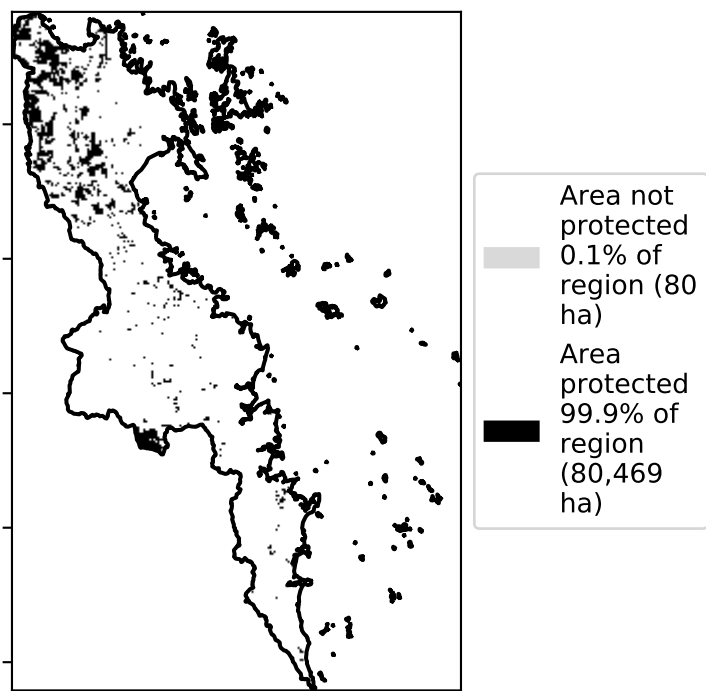 Area not
protected
0.1% of
region (80
ha)
Area
protected
99.9% of
region
(80,469
ha)